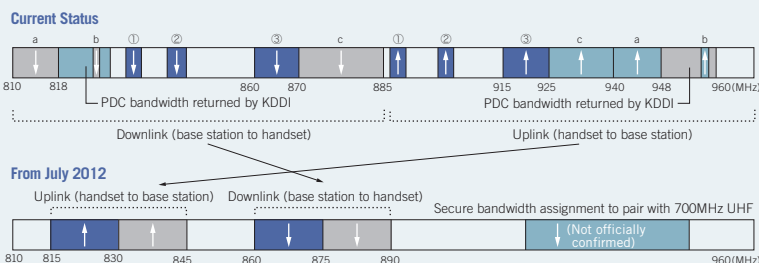 Current Status
a b ① ② ③ c ① ② ③ c a b
810 818 860 870 885 915 925 940 948 960(MHz)
PDC bandwidth returned by KDDI PDC bandwidth returned by KDDI
Downlink (base station to handset) Uplink (handset to base station)
From July 2012
Uplink (handset to base station) Downlink (base station to handset) Secure bandwidth assignment to pair with 700MHz UHF
(Not officially
confirmed)
810 815 830 845 860 875 890 960(MHz)